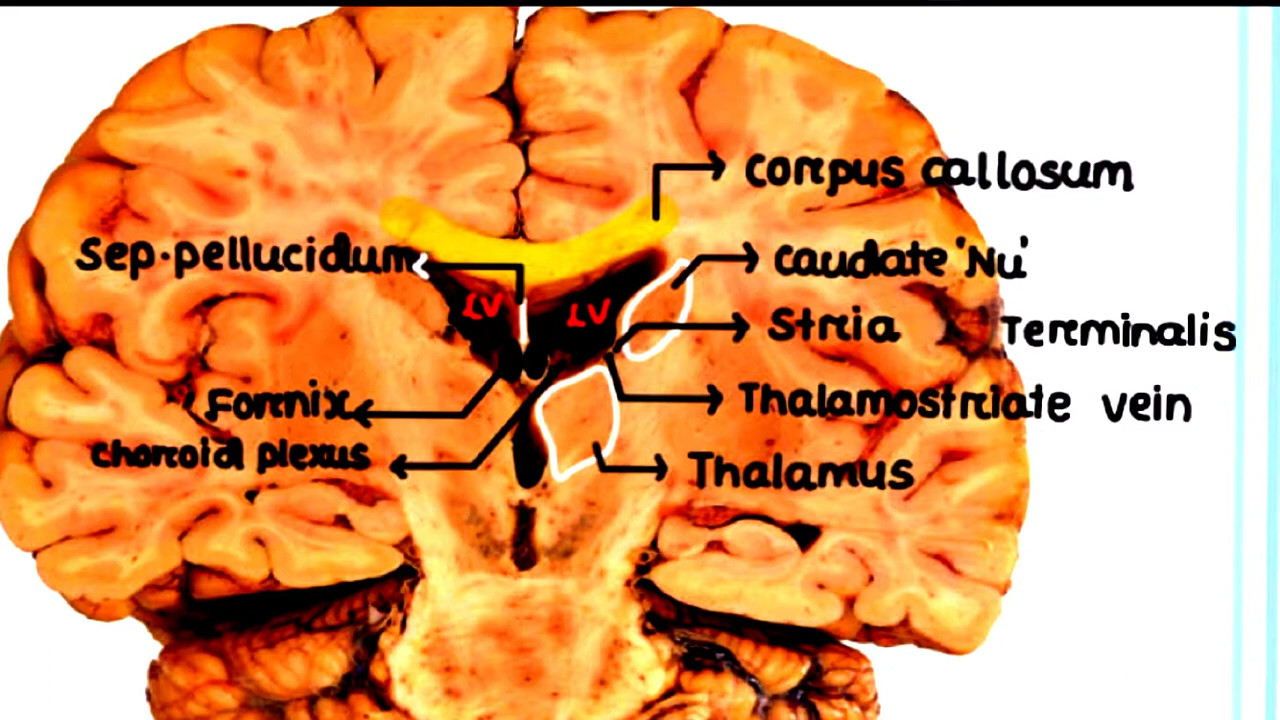 Corpus callosum
Sep.pellucidum
Caudate 'Nu'
LV
LV
Stria Terminalis
Fornix
Thalamostriate vein
Choroid plexus
Thalamus